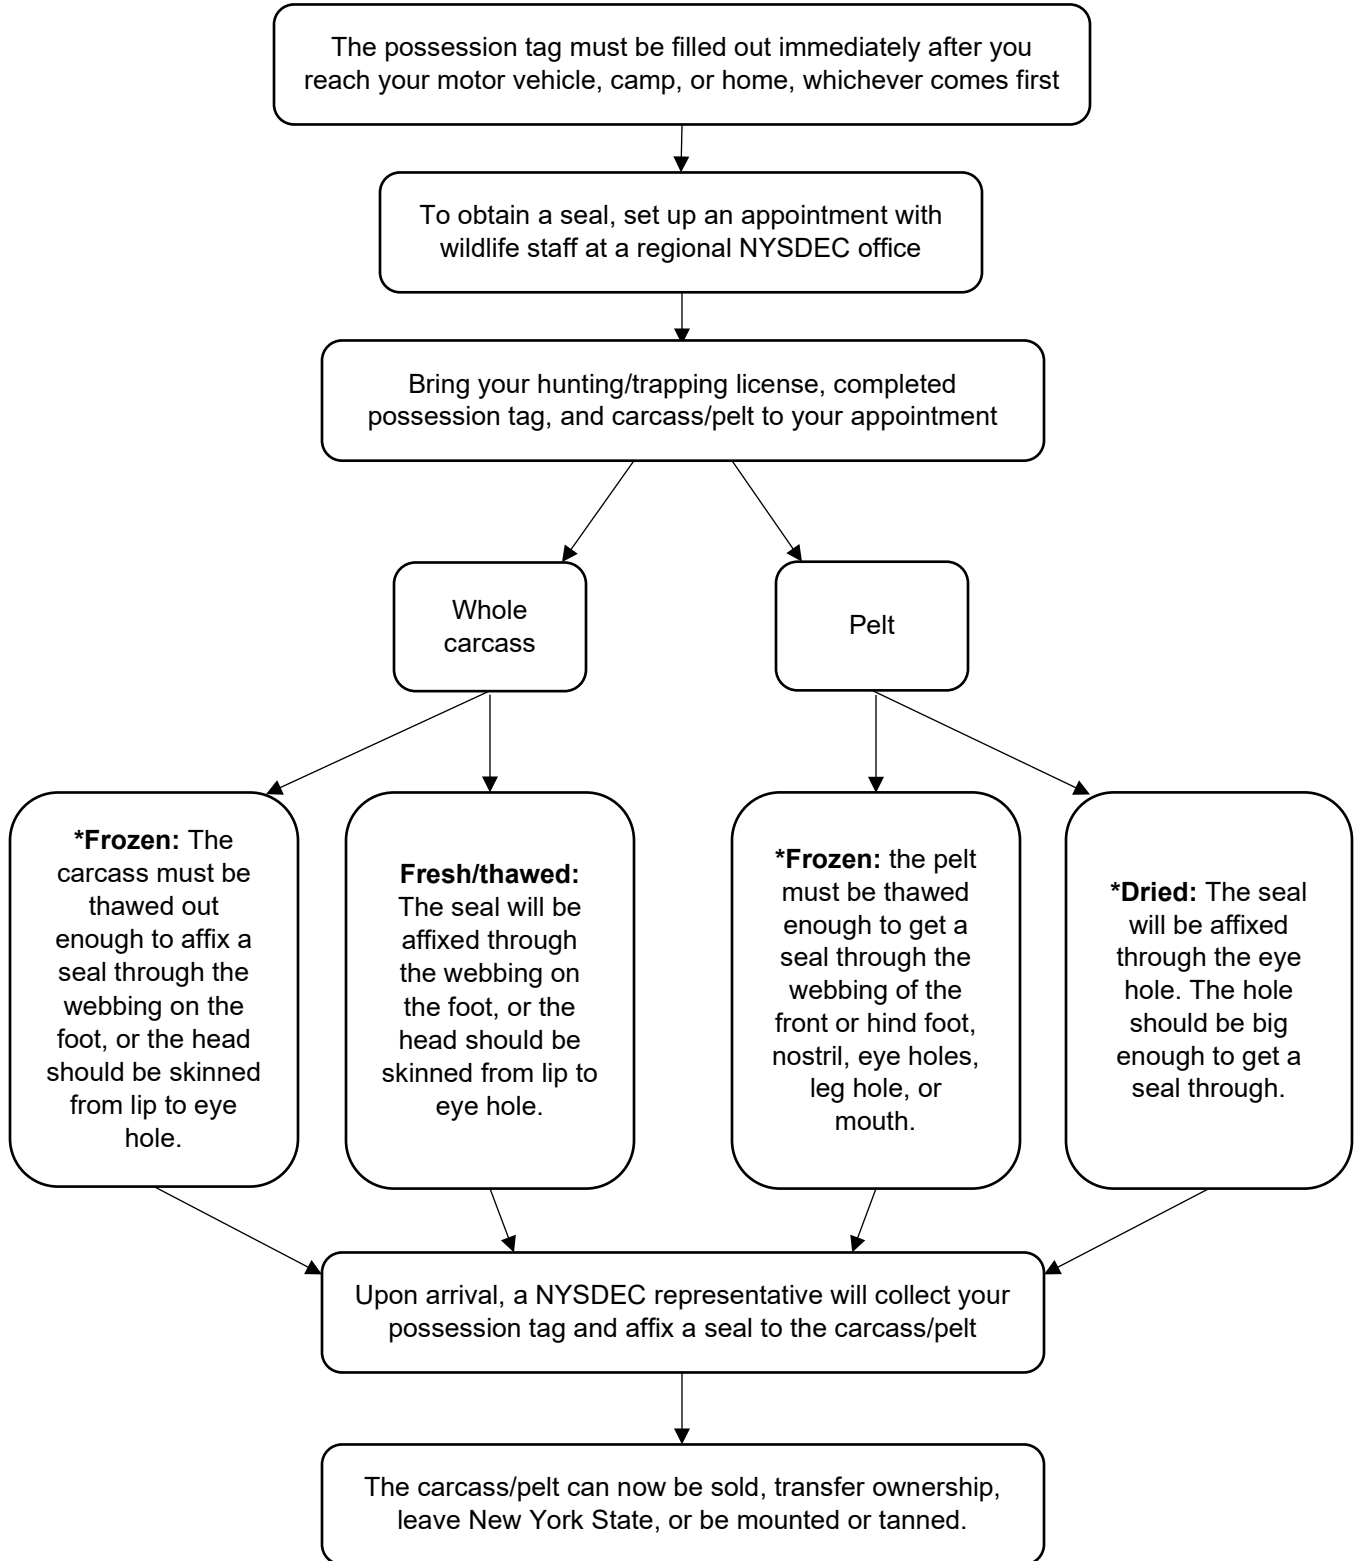 The possession tag must be filled out immediately after you
reach your motor vehicle, camp, or home, whichever comes first
To obtain a seal, set up an appointment with
wildlife staff at a regional NYSDEC office
Bring your hunting/trapping license, completed
possession tag, and carcass/pelt to your appointment
Whole
carcass
Pelt
*Frozen: The
carcass must be
thawed out
enough to affix a
seal through the
webbing on the
foot, or the head
should be skinned
from lip to eye
hole.
Fresh/thawed:
The seal will be
affixed through
the webbing on
the foot, or the
head should be
skinned from lip to
eye hole.
*Frozen: the pelt
must be thawed
enough to get a
seal through the
webbing of the
front or hind foot,
nostril, eye holes,
leg hole, or
mouth.
*Dried: The seal
will be affixed
through the eye
hole. The hole
should be big
enough to get a
seal through.
Upon arrival, a NYSDEC representative will collect your
possession tag and affix a seal to the carcass/pelt
The carcass/pelt can now be sold, transfer ownership,
leave New York State, or be mounted or tanned.